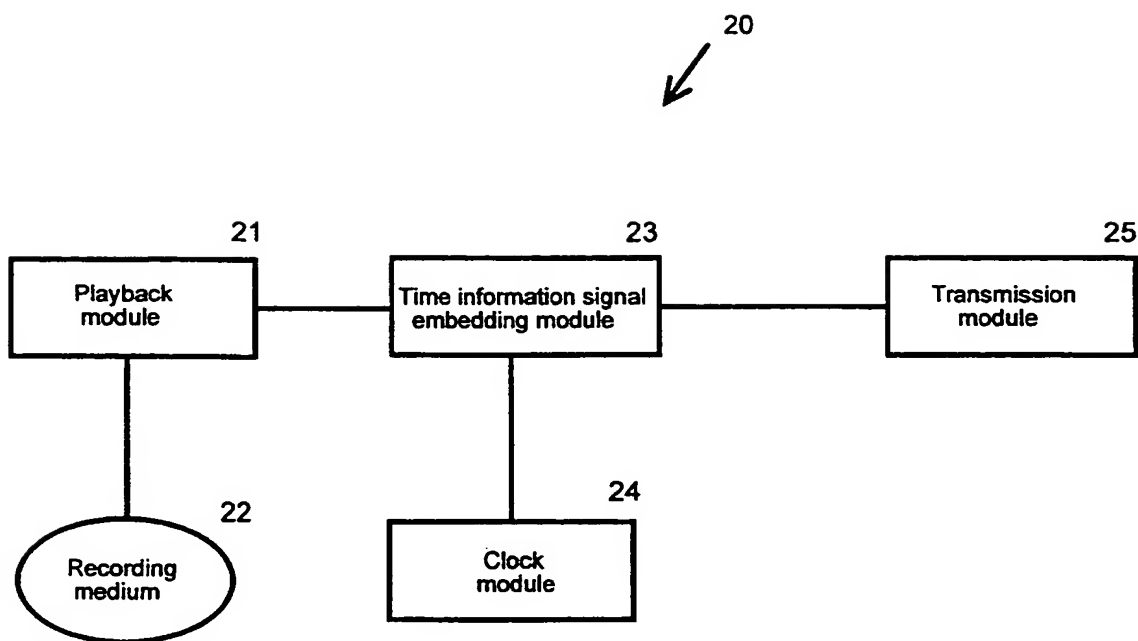 20
21
Playback
module
23
Time information signal
embedding module
25
Transmission
module
22
Recording
medium
24
Clock
module